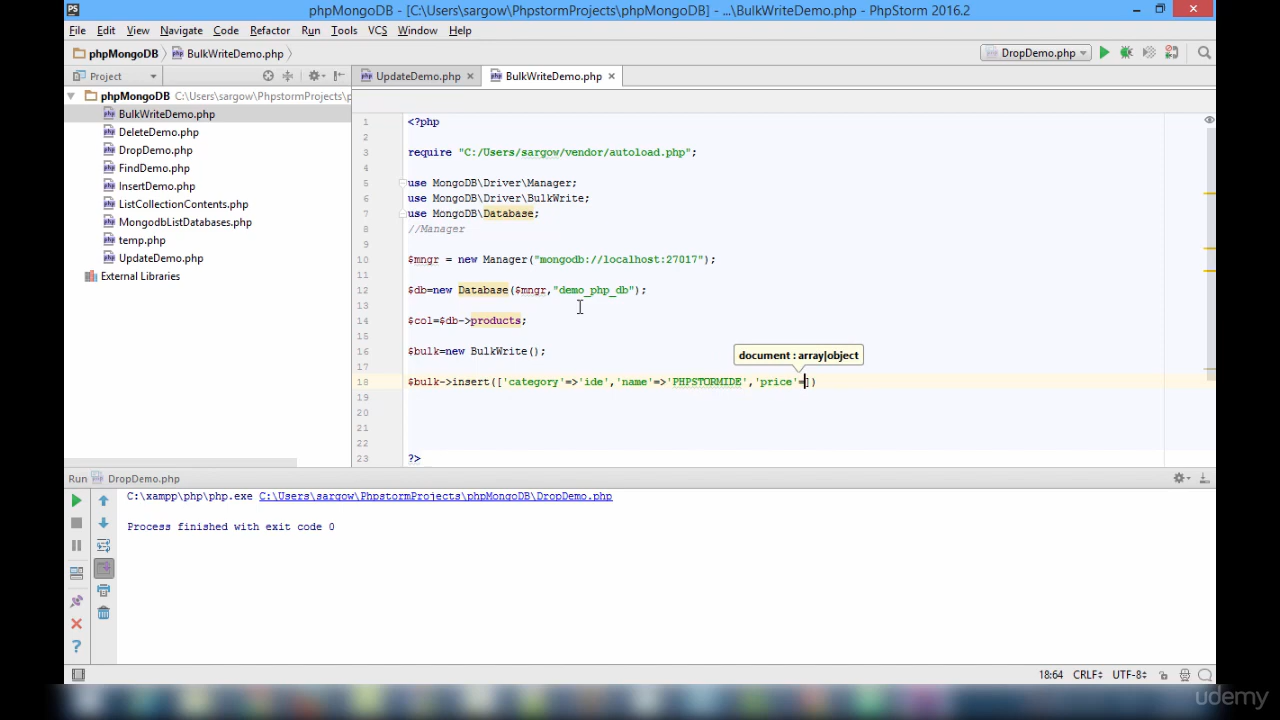 phpMongoDB - [C:\Users\sargow\PhpstormProjects\phpMongoDB] - ...\BulkWriteDemo.php - PhpStorm 2016.2
File Edit View Navigate Code Refactor Run Tools VCS Window Help
phpMongoDB BulkWriteDemo.php DropDemo.php
Project UpdateDemo.php BulkWriteDemo.php
phpMongoDB C:\Users\sargow\PhpstormProjects\p
BulkWriteDemo.php
DeleteDemo.php
DropDemo.php
FindDemo.php
InsertDemo.php
ListCollectionContents.php
MongodbListDatabases.php
temp.php
UpdateDemo.php
External Libraries
1 <?php
2
3 require "C:/Users/sargow/vendor/autoload.php";
4
5 use MongoDB\Driver\Manager;
6 use MongoDB\Driver\BulkWrite;
7 use MongoDB\Database;
8 //Manager
9
10 $mngr = new Manager("mongodb://localhost:27017");
11
12 $db=new Database($mngr,"demo_php_db");
13
14 $col=$db->products;
15
16 $bulk=new BulkWrite();
document : array|object
17
18 $bulk->insert(['category'=>'ide','name'=>'PHPSTORMIDE','price'=])
19
20
21
22
23 ?>
Run DropDemo.php
C:\xampp\php\php.exe C:\Users\sargow\PhpstormProjects\phpMongoDB\DropDemo.php
Process finished with exit code 0
18:64 CRLF UTF-8
udemy